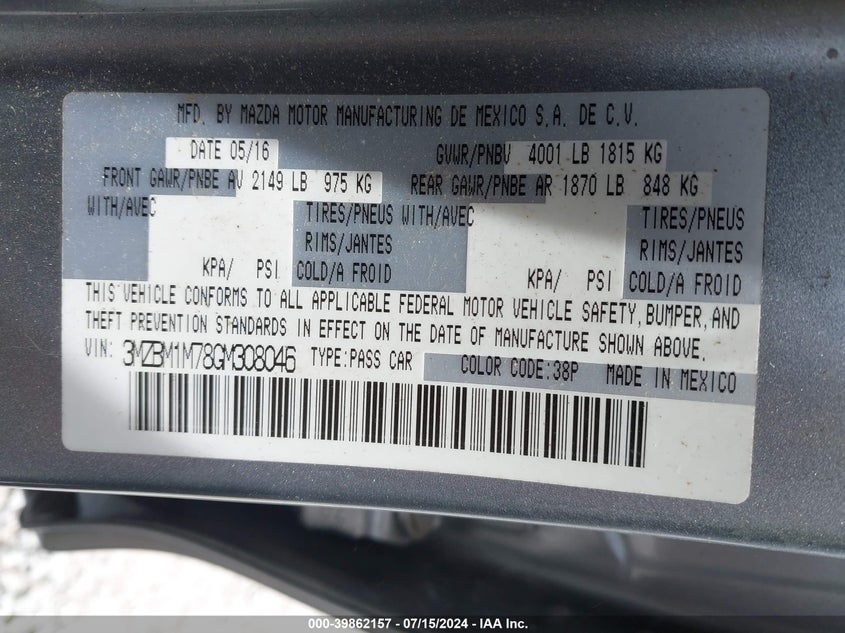 MFD. BY MAZDA MOTOR MANUFACTURING DE MEXICO S.A. DE C.V.
DATE 05/16 GVWR/PNBV 4001 LB 1815 KG
FRONT GAWR/PNBE AV 2149 LB 975 KG REAR GAWR/PNBE AR 1870 LB 848 KG
WITH/AVEC TIRES/PNEUS WITH/AVEC TIRES/PNEUS
RIMS/JANTES RIMS/JANTES
KPA/ PSI COLD/A FROID KPA/ PSI COLD/A FROID
THIS VEHICLE CONFORMS TO ALL APPLICABLE FEDERAL MOTOR VEHICLE SAFETY, BUMPER, AND
THEFT PREVENTION STANDARDS IN EFFECT ON THE DATE OF MANUFACTURE SHOWN ABOVE.
VIN: 3MZBM1M78GM308046 TYPE:PASS CAR COLOR CODE:38P MADE IN MEXICO
000-39862157 - 07/15/2024 - IAAI.com